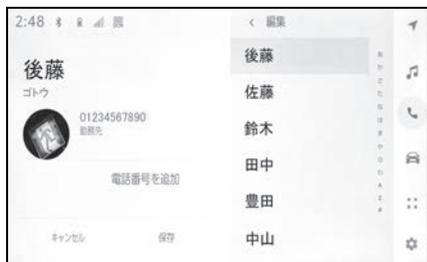 2:48
後藤
ゴトウ
01234567890
勤務先
電話番号を追加
キャンセル
保存
編集
後藤
佐藤
鈴木
田中
豊田
中山